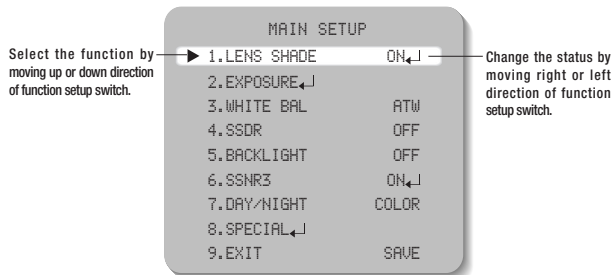 MAIN SETUP
Select the function by
moving up or down direction
of function setup switch.
▶ 1.LENS SHADE ON↵
2.EXPOSURE↵
3.WHITE BAL ATW
4.SSDR OFF
5.BACKLIGHT OFF
6.SSNR3 ON↵
7.DAY/NIGHT COLOR
8.SPECIAL↵
9.EXIT SAVE
Change the status by
moving right or left
direction of function
setup switch.